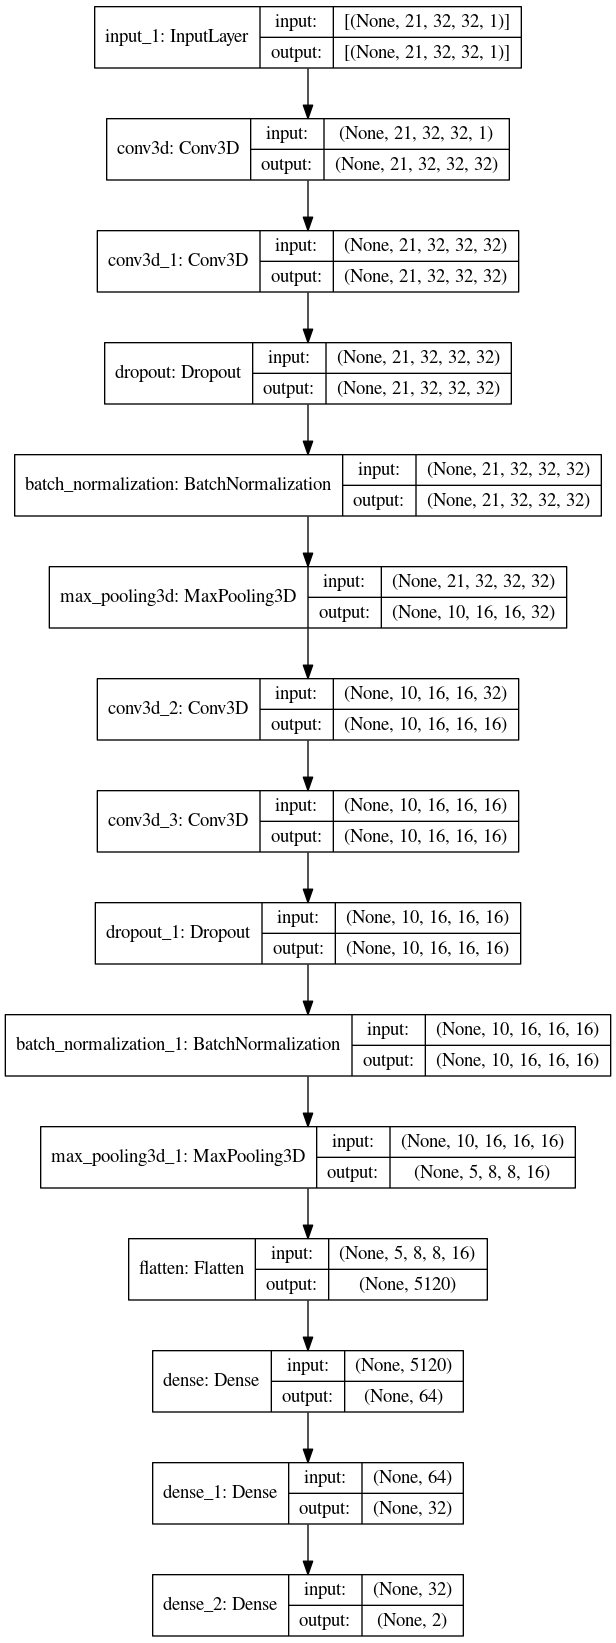 input_1: InputLayer
input: [(None, 21, 32, 32, 1)]
output: [(None, 21, 32, 32, 1)]
conv3d: Conv3D
input: (None, 21, 32, 32, 1)
output: (None, 21, 32, 32, 32)
conv3d_1: Conv3D
input: (None, 21, 32, 32, 32)
output: (None, 21, 32, 32, 32)
dropout: Dropout
input: (None, 21, 32, 32, 32)
output: (None, 21, 32, 32, 32)
batch_normalization: BatchNormalization
input: (None, 21, 32, 32, 32)
output: (None, 21, 32, 32, 32)
max_pooling3d: MaxPooling3D
input: (None, 21, 32, 32, 32)
output: (None, 10, 16, 16, 32)
conv3d_2: Conv3D
input: (None, 10, 16, 16, 32)
output: (None, 10, 16, 16, 16)
conv3d_3: Conv3D
input: (None, 10, 16, 16, 16)
output: (None, 10, 16, 16, 16)
dropout_1: Dropout
input: (None, 10, 16, 16, 16)
output: (None, 10, 16, 16, 16)
batch_normalization_1: BatchNormalization
input: (None, 10, 16, 16, 16)
output: (None, 10, 16, 16, 16)
max_pooling3d_1: MaxPooling3D
input: (None, 10, 16, 16, 16)
output: (None, 5, 8, 8, 16)
flatten: Flatten
input: (None, 5, 8, 8, 16)
output: (None, 5120)
dense: Dense
input: (None, 5120)
output: (None, 64)
dense_1: Dense
input: (None, 64)
output: (None, 32)
dense_2: Dense
input: (None, 32)
output: (None, 2)